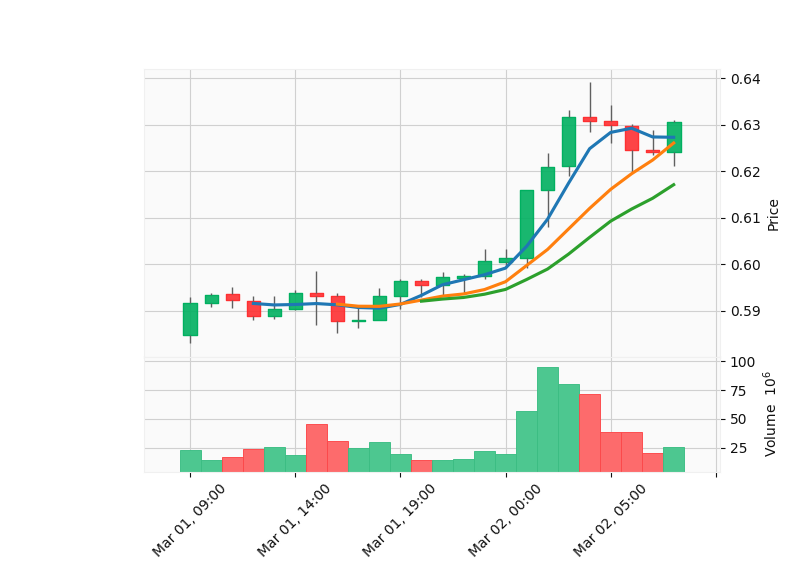 0.64
0.63
0.62
0.61
0.60
0.59
Price
100
75
50
25
Volume 10⁶
Mar 01, 09:00
Mar 01, 14:00
Mar 01, 19:00
Mar 02, 00:00
Mar 02, 05:00